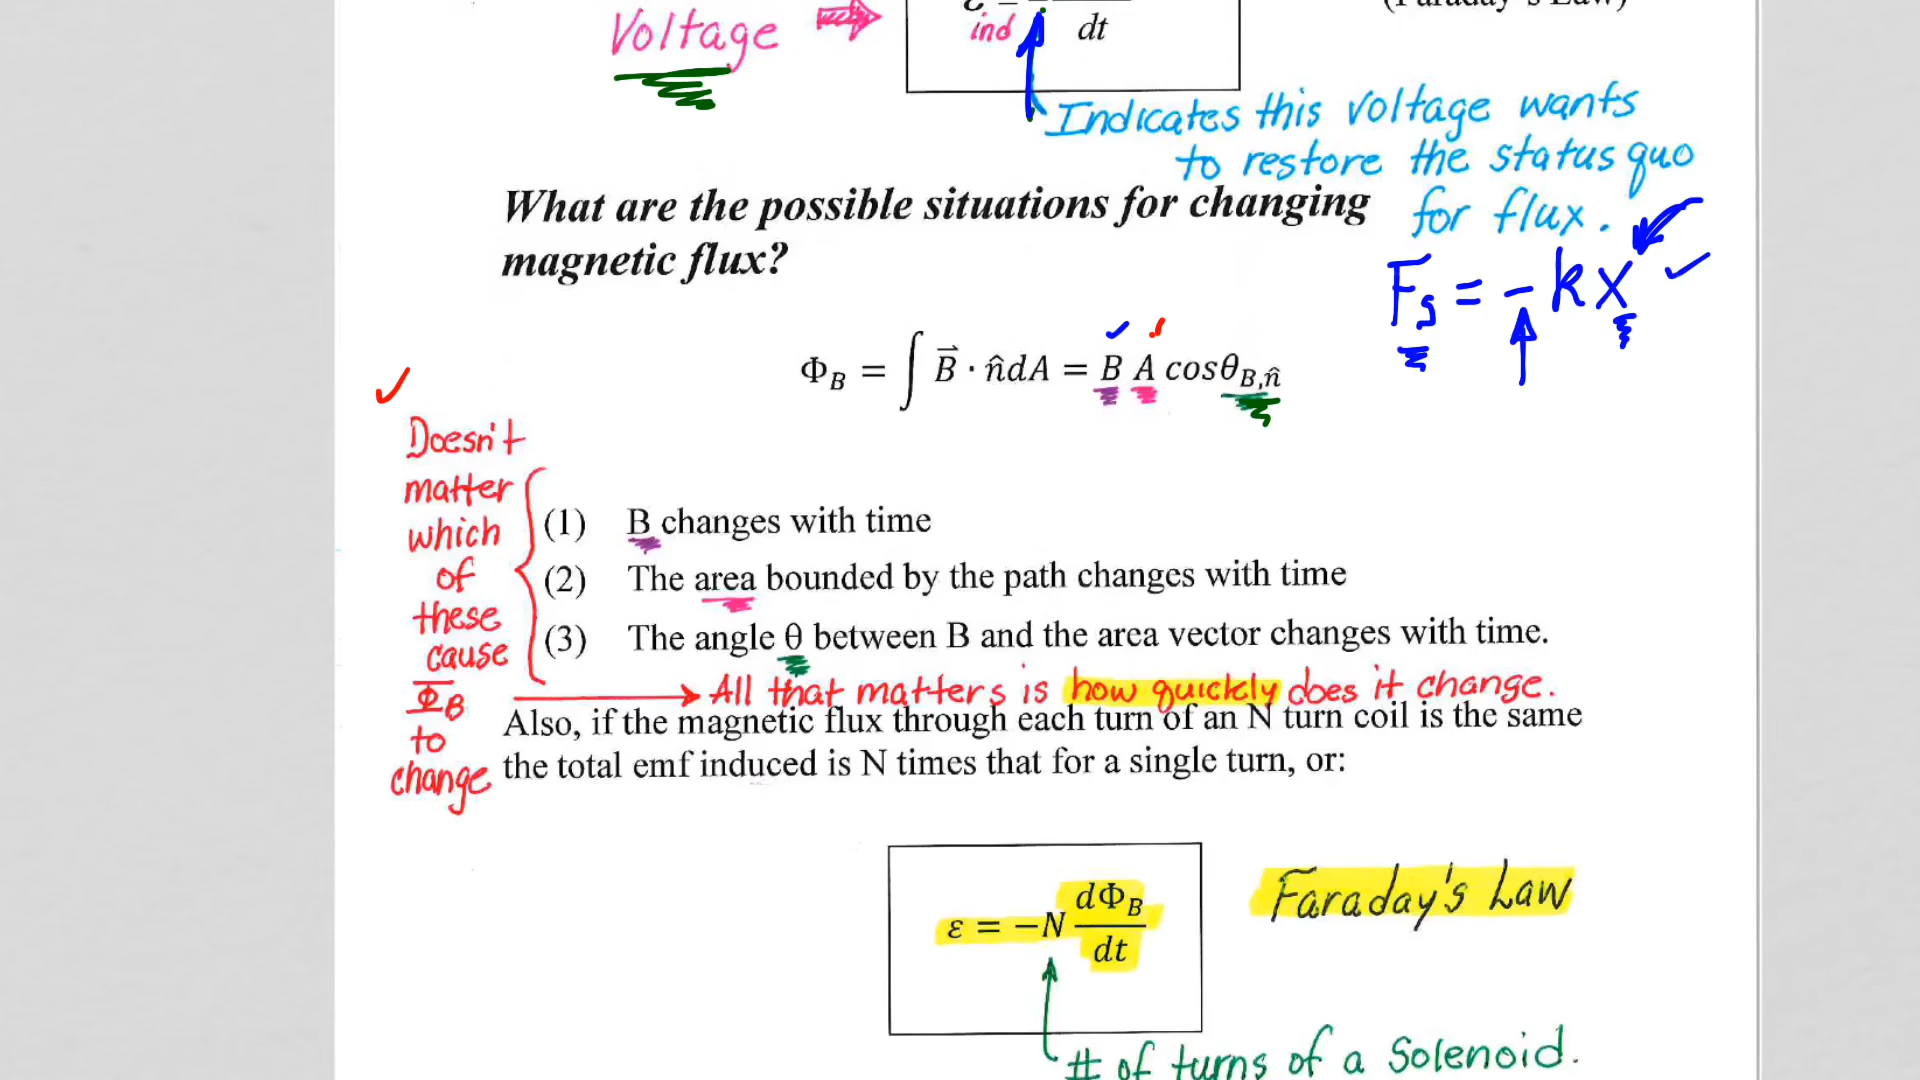 (Faraday's Law)
Voltage
ε
ind
=
dt
Indicates this voltage wants
to restore the status quo
for flux.
What are the possible situations for changing
magnetic flux?
F_s = -kx
Φ_B = ∫ B⃗ · n̂dA = B A cosθ_{B,n̂}
Doesn't
matter
which
of
these
cause
Φ_B
to
change
(1) B changes with time
(2) The area bounded by the path changes with time
(3) The angle θ between B and the area vector changes with time.
All that matters is how quickly does it change.
Also, if the magnetic flux through each turn of an N turn coil is the same
the total emf induced is N times that for a single turn, or:
ε = −N dΦ_B/dt
Faraday's Law
# of turns of a Solenoid.